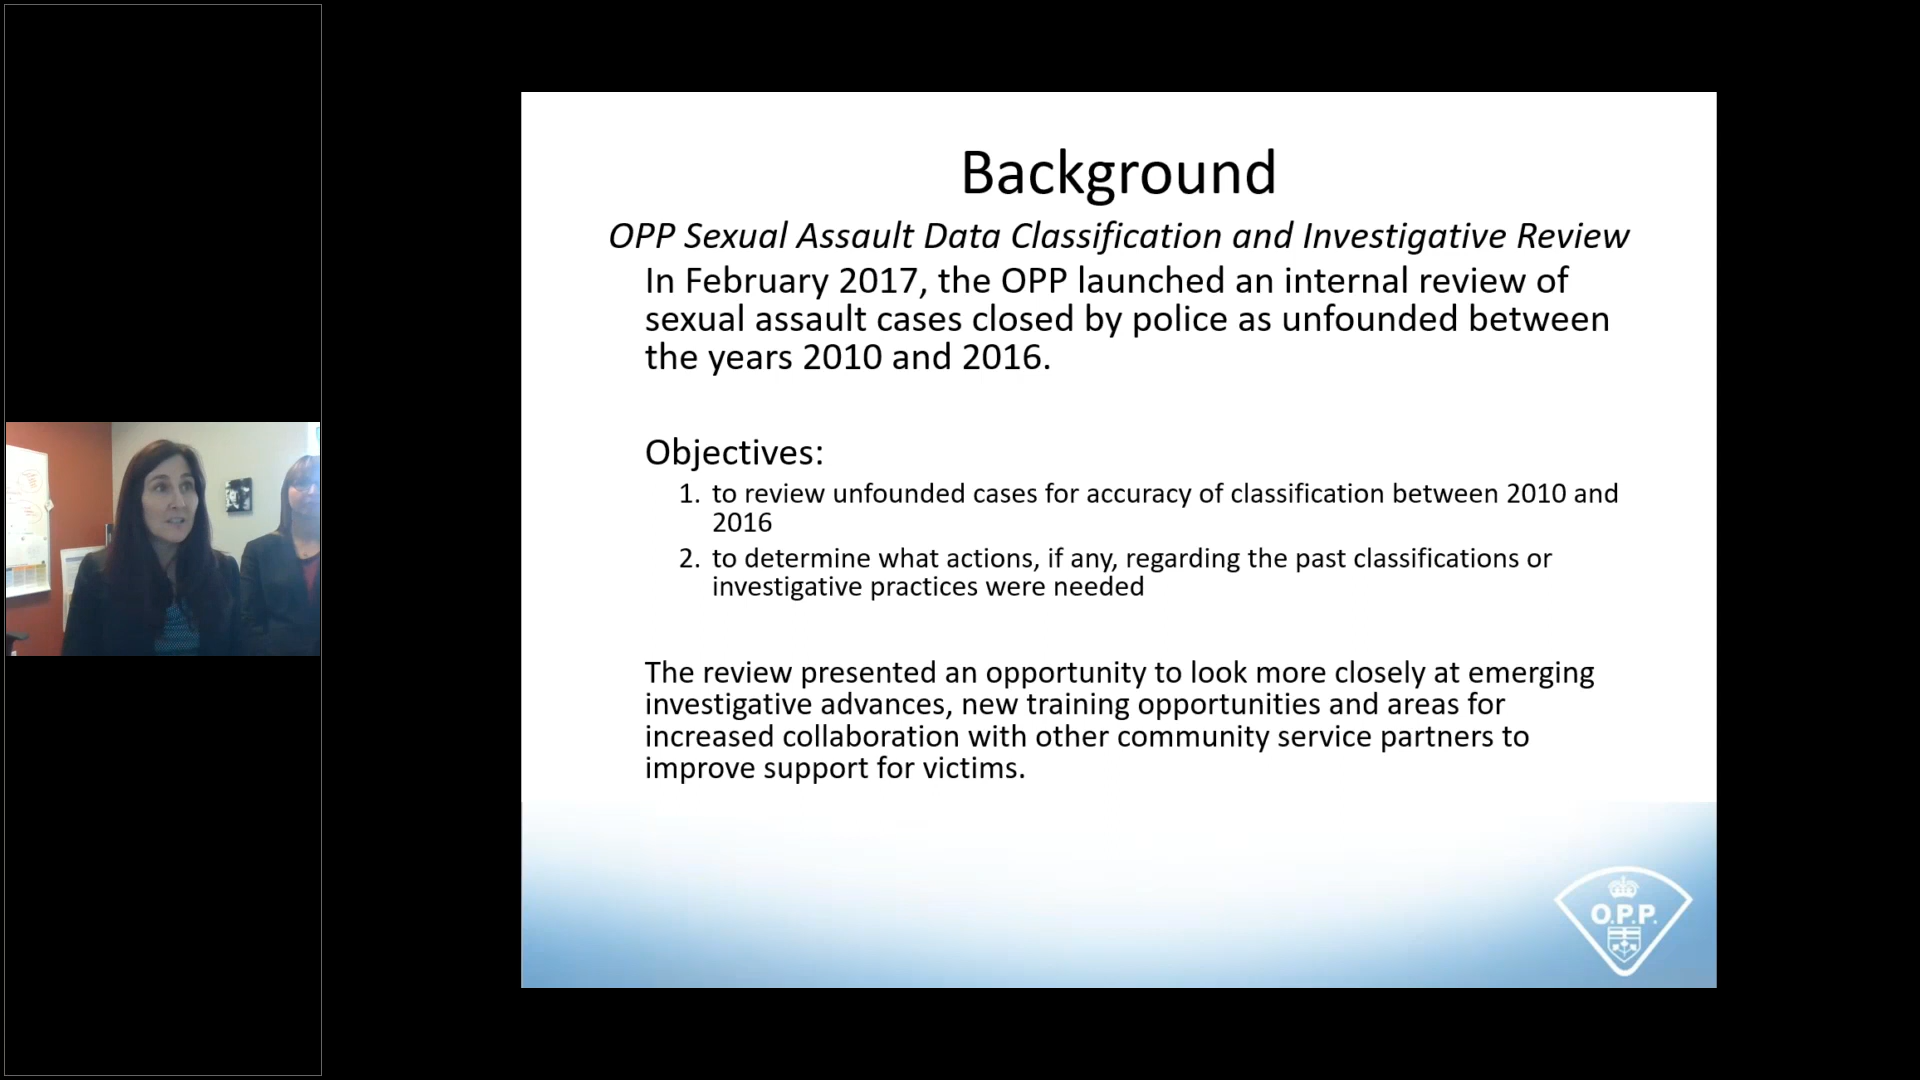 Background
OPP Sexual Assault Data Classification and Investigative Review
In February 2017, the OPP launched an internal review of
sexual assault cases closed by police as unfounded between
the years 2010 and 2016.
Objectives:
1. to review unfounded cases for accuracy of classification between 2010 and
2016
2. to determine what actions, if any, regarding the past classifications or
investigative practices were needed
The review presented an opportunity to look more closely at emerging
investigative advances, new training opportunities and areas for
increased collaboration with other community service partners to
improve support for victims.
O.P.P.